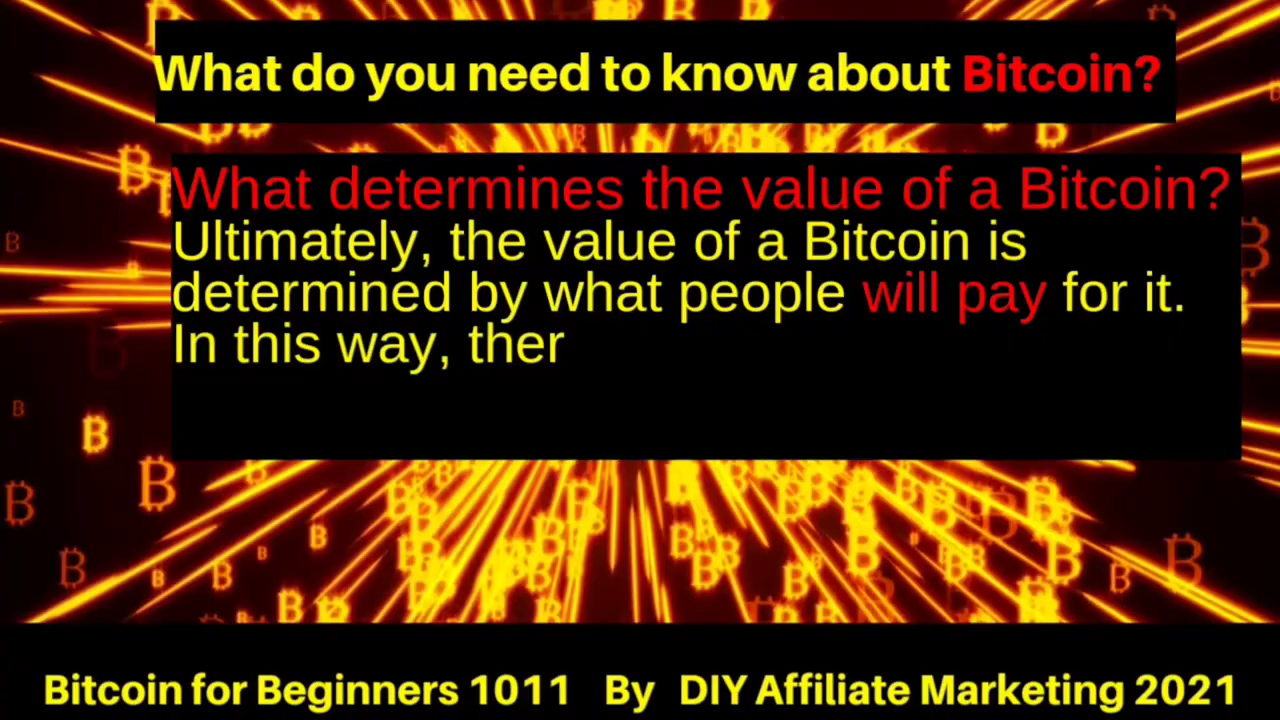 What do you need to know about Bitcoin?
What determines the value of a Bitcoin?
Ultimately, the value of a Bitcoin is
determined by what people will pay for it.
In this way, ther
Bitcoin for Beginners 1011 By DIY Affiliate Marketing 2021